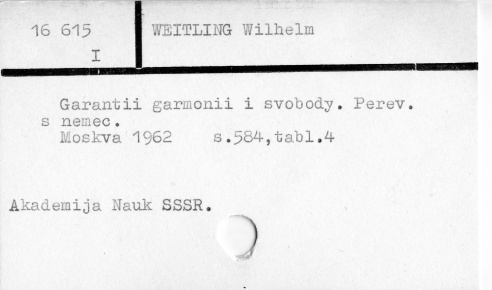 16 615 WEITLING Wilhelm
I
Garantii garmonii i svobody. Perev.
s nemec.
Moskva 1962 s.584,tabl.4
Akademija Nauk SSSR.